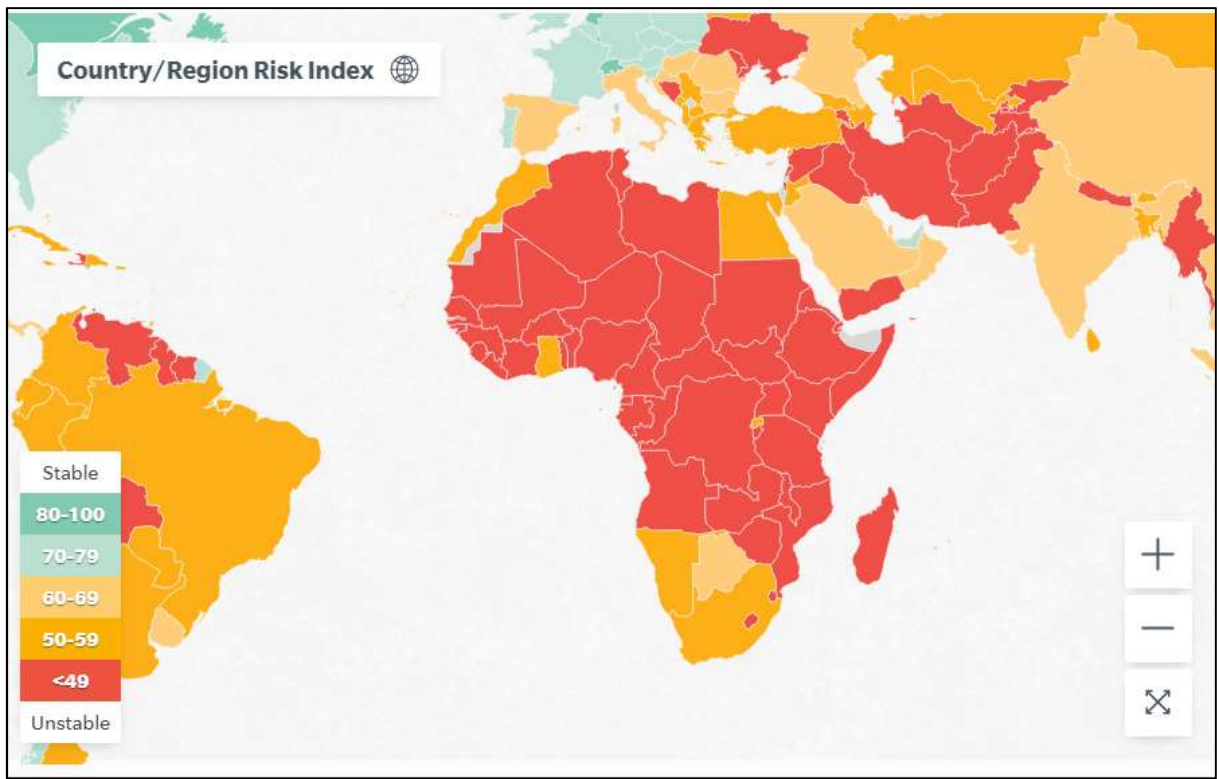 Country/Region Risk Index
Stable
80-100
70-79
60-69
50-59
<49
Unstable